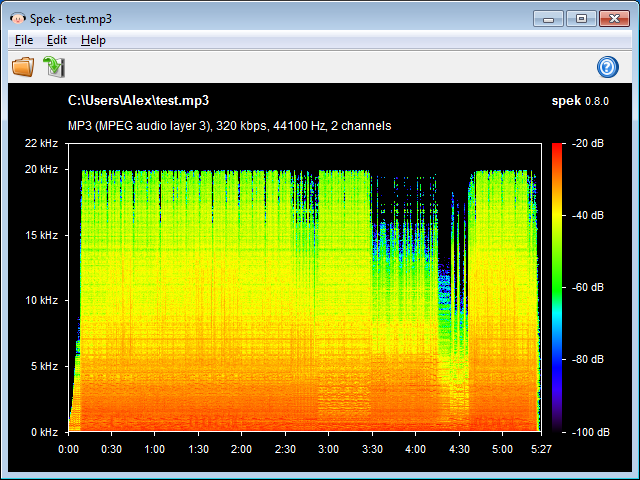 Spek - test.mp3
File Edit Help
C:\Users\Alex\test.mp3
spek 0.8.0
MP3 (MPEG audio layer 3), 320 kbps, 44100 Hz, 2 channels
22 kHz
20 kHz
15 kHz
10 kHz
5 kHz
0 kHz
-20 dB
-40 dB
-60 dB
-80 dB
-100 dB
0:00 0:30 1:00 1:30 2:00 2:30 3:00 3:30 4:00 4:30 5:00 5:27